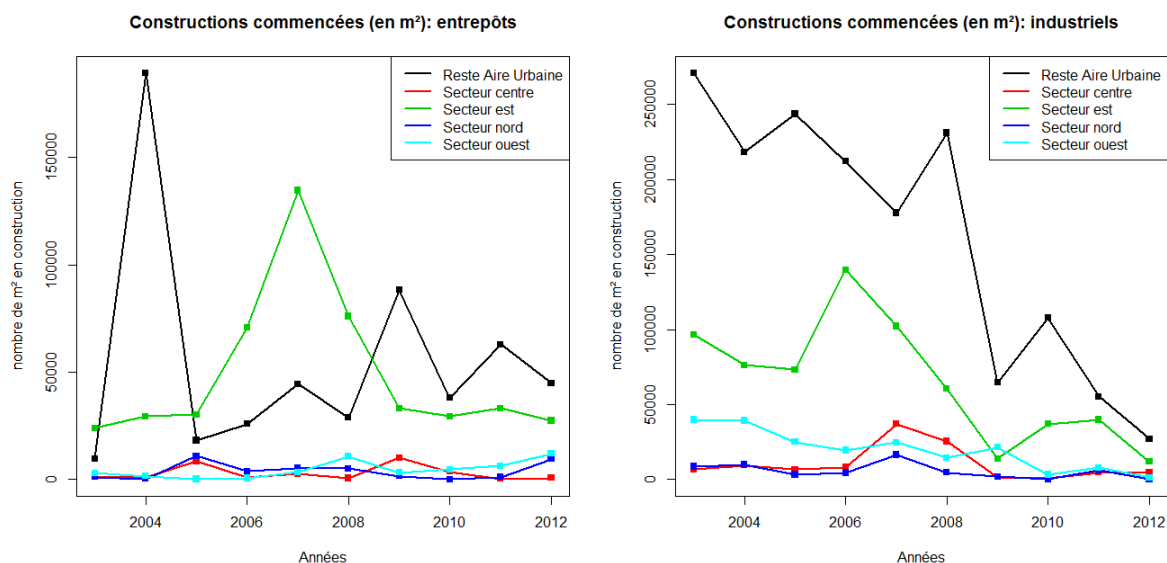 Constructions commencées (en m²): entrepôts
nombre de m² en construction
150000
100000
50000
0
Reste Aire Urbaine
Secteur centre
Secteur est
Secteur nord
Secteur ouest
2004 2006 2008 2010 2012
Années
Constructions commencées (en m²): industriels
nombre de m² en construction
250000
200000
150000
100000
50000
0
Reste Aire Urbaine
Secteur centre
Secteur est
Secteur nord
Secteur ouest
2004 2006 2008 2010 2012
Années